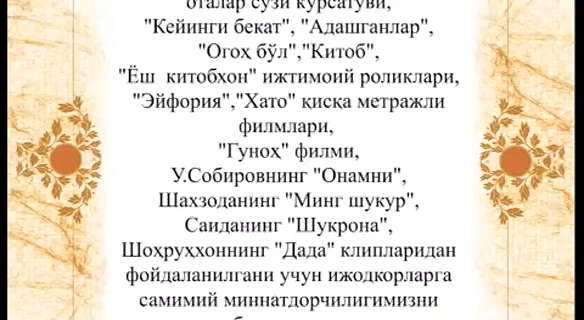 оталар сўзи кўрсатуви,
"Кейинги бекат", "Адашганлар",
"Огоҳ бўл","Китоб",
"Ёш китобхон" ижтимоий роликлари,
"Эйфория","Хато" қисқа метражли
филмлари,
"Гуноҳ" филми,
У.Собировнинг "Онамни",
Шахзоданинг "Минг шукур",
Саиданинг "Шукрона",
Шоҳруҳхоннинг "Дада" клипларидан
фойдаланилгани учун ижодкорларга
самимий миннатдорчилигимизни